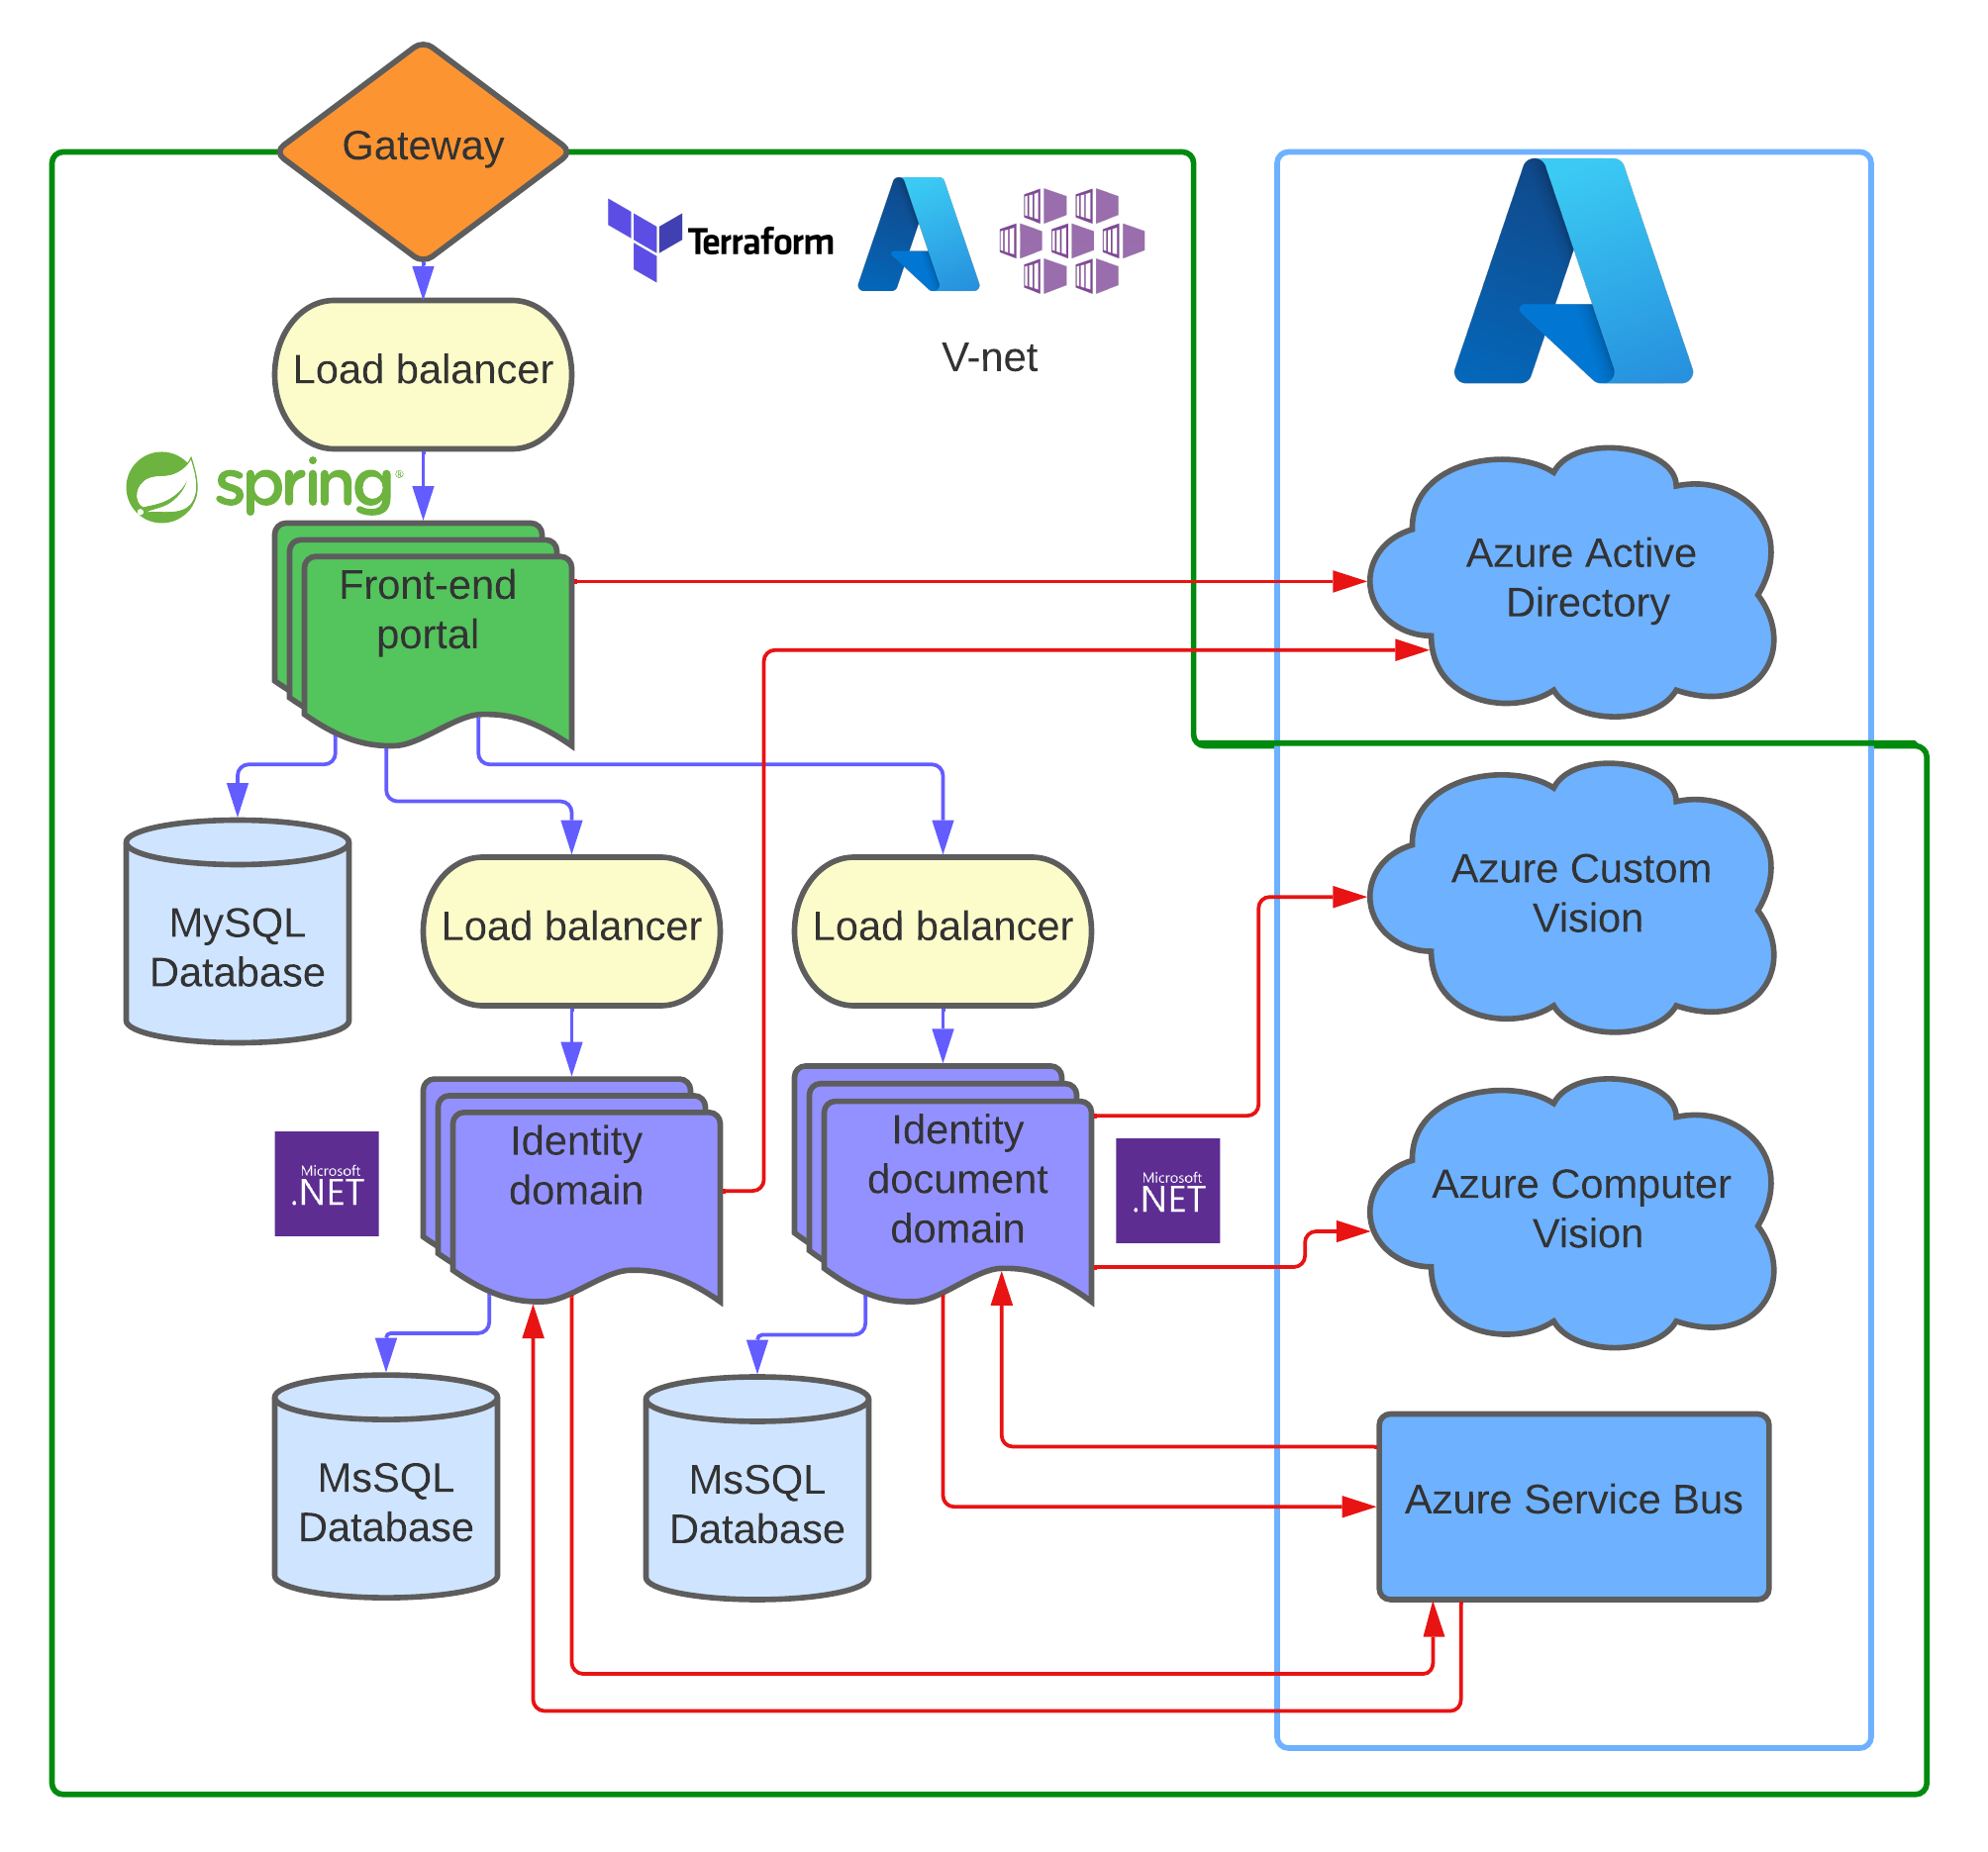 Gateway
Terraform
V-net
Load balancer
spring®
Front-end
portal
Azure Active
Directory
MySQL
Database
Load balancer
Load balancer
Azure Custom
Vision
Microsoft
.NET
Identity
domain
Identity
document
domain
Microsoft
.NET
Azure Computer
Vision
MsSQL
Database
MsSQL
Database
Azure Service Bus